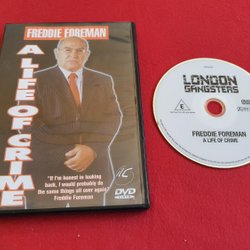 FREDDIE FOREMAN
A LIFE OF CRIME
"If I'm honest in looking
back, I would probably do
the same things all over again"
Freddie Foreman
DVD
LONDON
GANGSTERS
E
FREDDIE FOREMAN
A LIFE OF CRIME